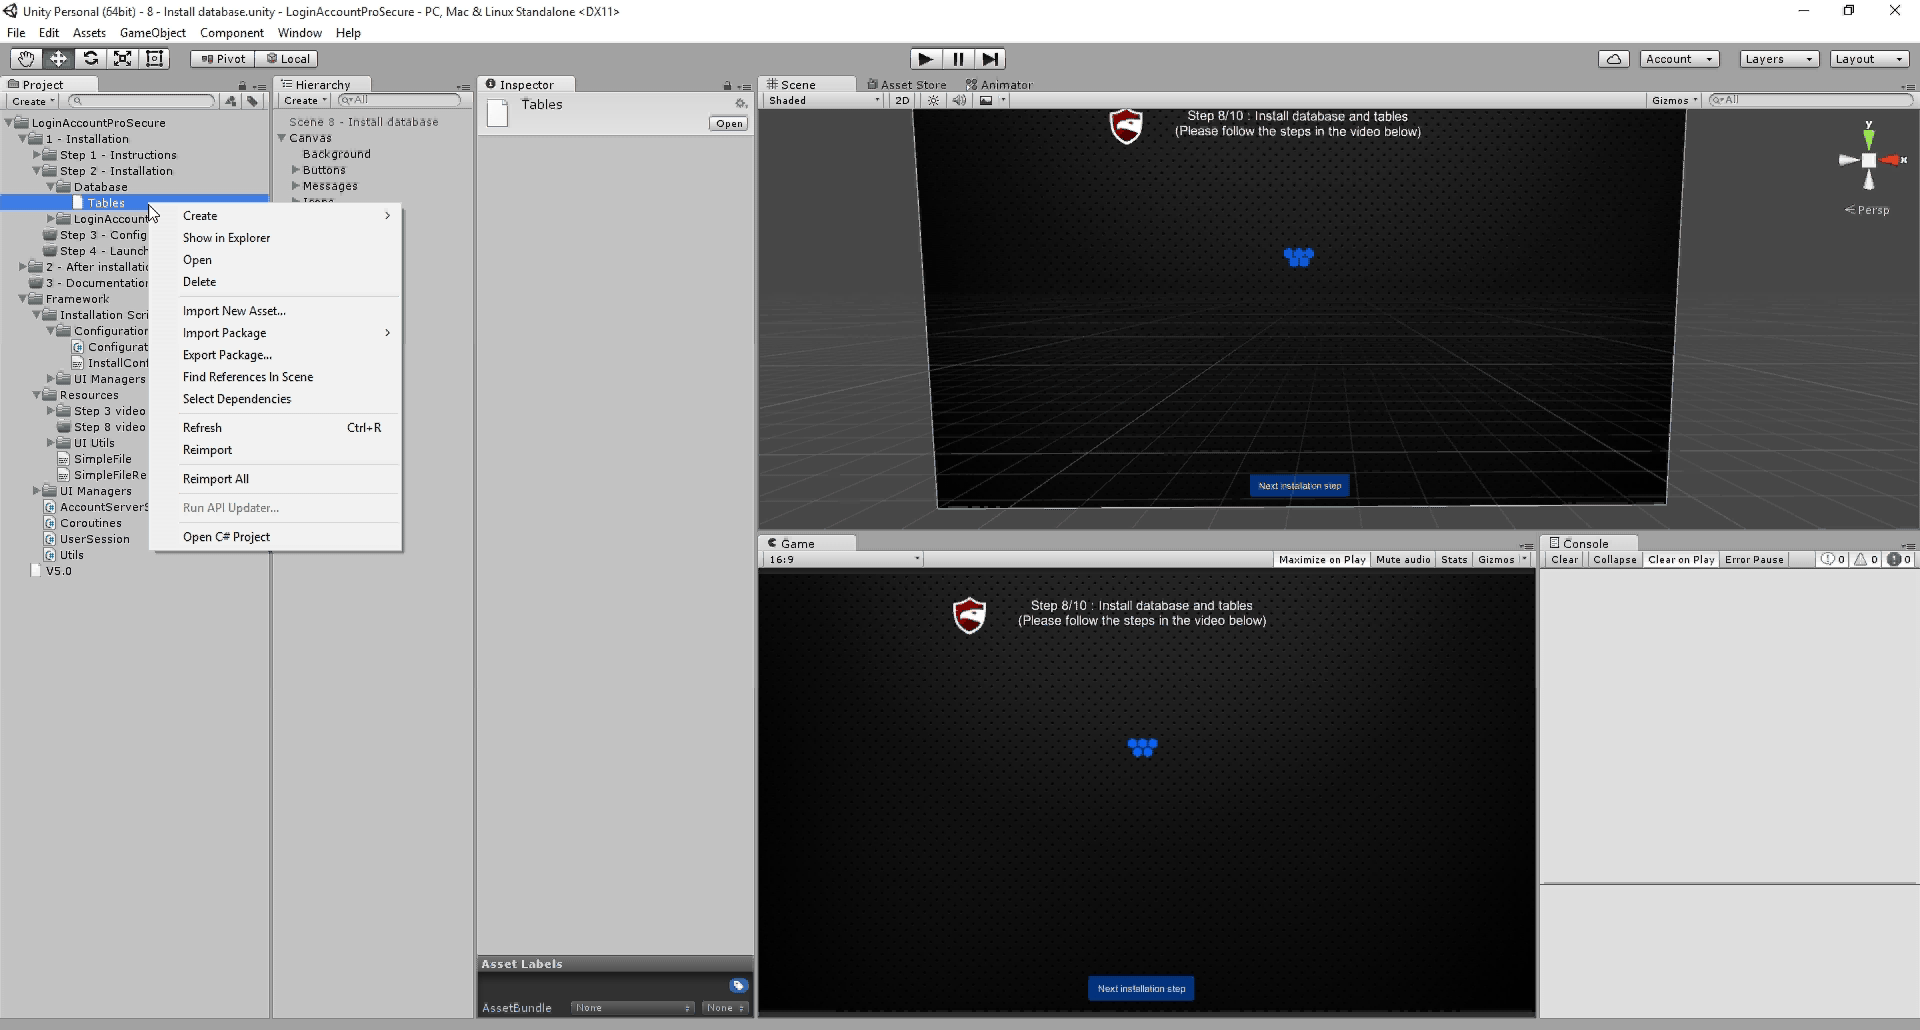 Unity Personal (64bit) - 8 - Install database.unity - LoginAccountProSecure - PC, Mac & Linux Standalone <DX11>
File Edit Assets GameObject Component Window Help
Pivot Local Account Layers Layout
Project
Create
LoginAccountProSecure
1 - Installation
Step 1 - Instructions
Step 2 - Installation
Database
Tables
LoginAccount
Step 3 - Config
Step 4 - Launch
2 - After installatio
3 - Documentation
Framework
Installation Scri
Configuration
Configurat
InstallConf
UI Managers
Resources
Step 3 video
Step 8 video
UI Utils
SimpleFile
SimpleFileRe
UI Managers
AccountServerS
Coroutines
UserSession
Utils
V5.0
Create
Show in Explorer
Open
Delete
Import New Asset...
Import Package
Export Package...
Find References In Scene
Select Dependencies
Refresh Ctrl+R
Reimport
Reimport All
Run API Updater...
Open C# Project
Hierarchy
Create All
Scene 8 - Install database
Canvas
Background
Buttons
Messages
Inspector
Tables
Open
Asset Labels
AssetBundle None None
Scene Asset Store Animator
Shaded 2D Gizmos All
Step 8/10 : Install database and tables
(Please follow the steps in the video below)
y
x
Persp
Next installation step
Game
16:9 Maximize on Play Mute audio Stats Gizmos
Step 8/10 : Install database and tables
(Please follow the steps in the video below)
Next installation step
Console
Clear Collapse Clear on Play Error Pause 0 0 0